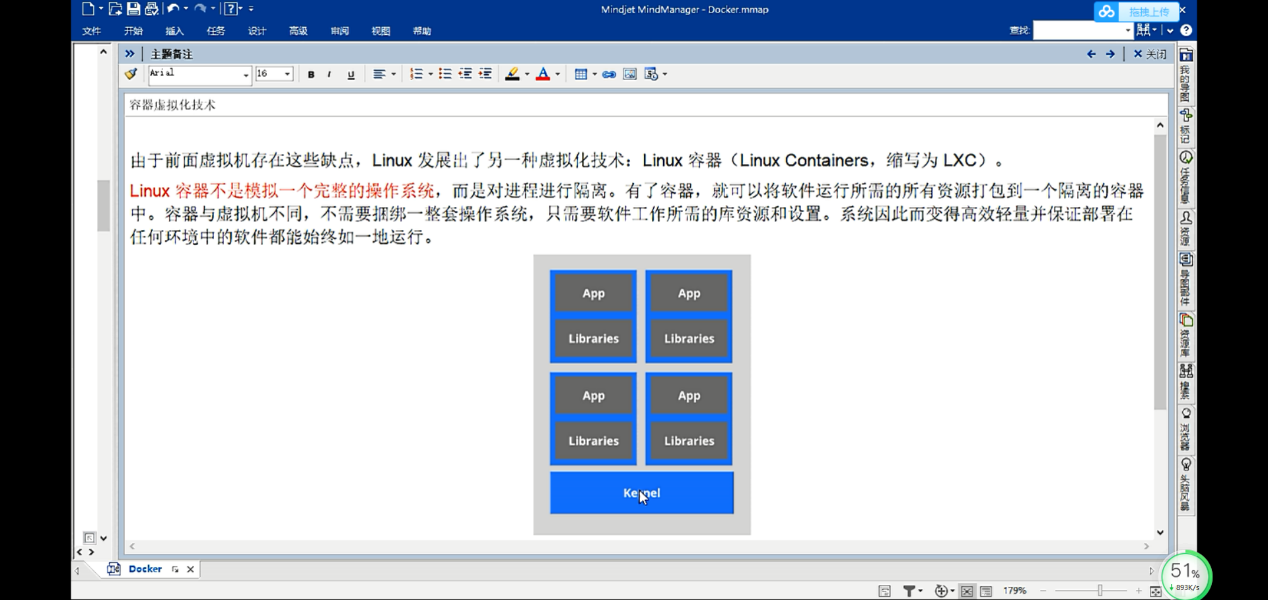 Mindjet MindManager - Docker.mmap
拖拽上传
文件 开始 插入 任务 设计 高级 审阅 视图 帮助
查找:
主题备注
关闭
Arial 16 B I U A
容器虚拟化技术
由于前面虚拟机存在这些缺点，Linux 发展出了另一种虚拟化技术：Linux 容器（Linux Containers，缩写为 LXC）。
Linux 容器不是模拟一个完整的操作系统，而是对进程进行隔离。有了容器，就可以将软件运行所需的所有资源打包到一个隔离的容器
中。容器与虚拟机不同，不需要捆绑一整套操作系统，只需要软件工作所需的库资源和设置。系统因此而变得高效轻量并保证部署在
任何环境中的软件都能始终如一地运行。
App App
Libraries Libraries
App App
Libraries Libraries
Kernel
我的导图
标记
任务信息
资源
导图部件
资源库
搜索
浏览器
头脑风暴
Docker
179%
51%
893K/s